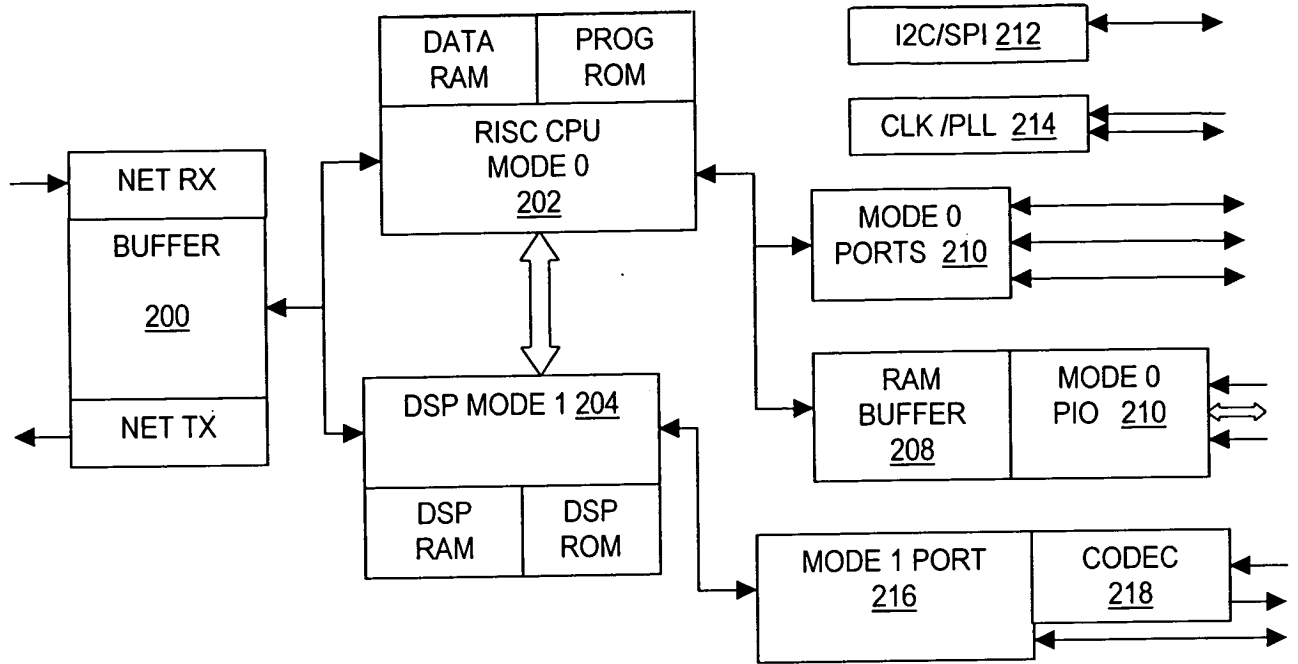 NET RX
BUFFER
200
NET TX
DATA
RAM
PROG
ROM
RISC CPU
MODE 0
202
DSP MODE 1 204
DSP
RAM
DSP
ROM
I2C/SPI 212
CLK /PLL 214
MODE 0
PORTS 210
RAM
BUFFER
208
MODE 0
PIO 210
MODE 1 PORT
216
CODEC
218